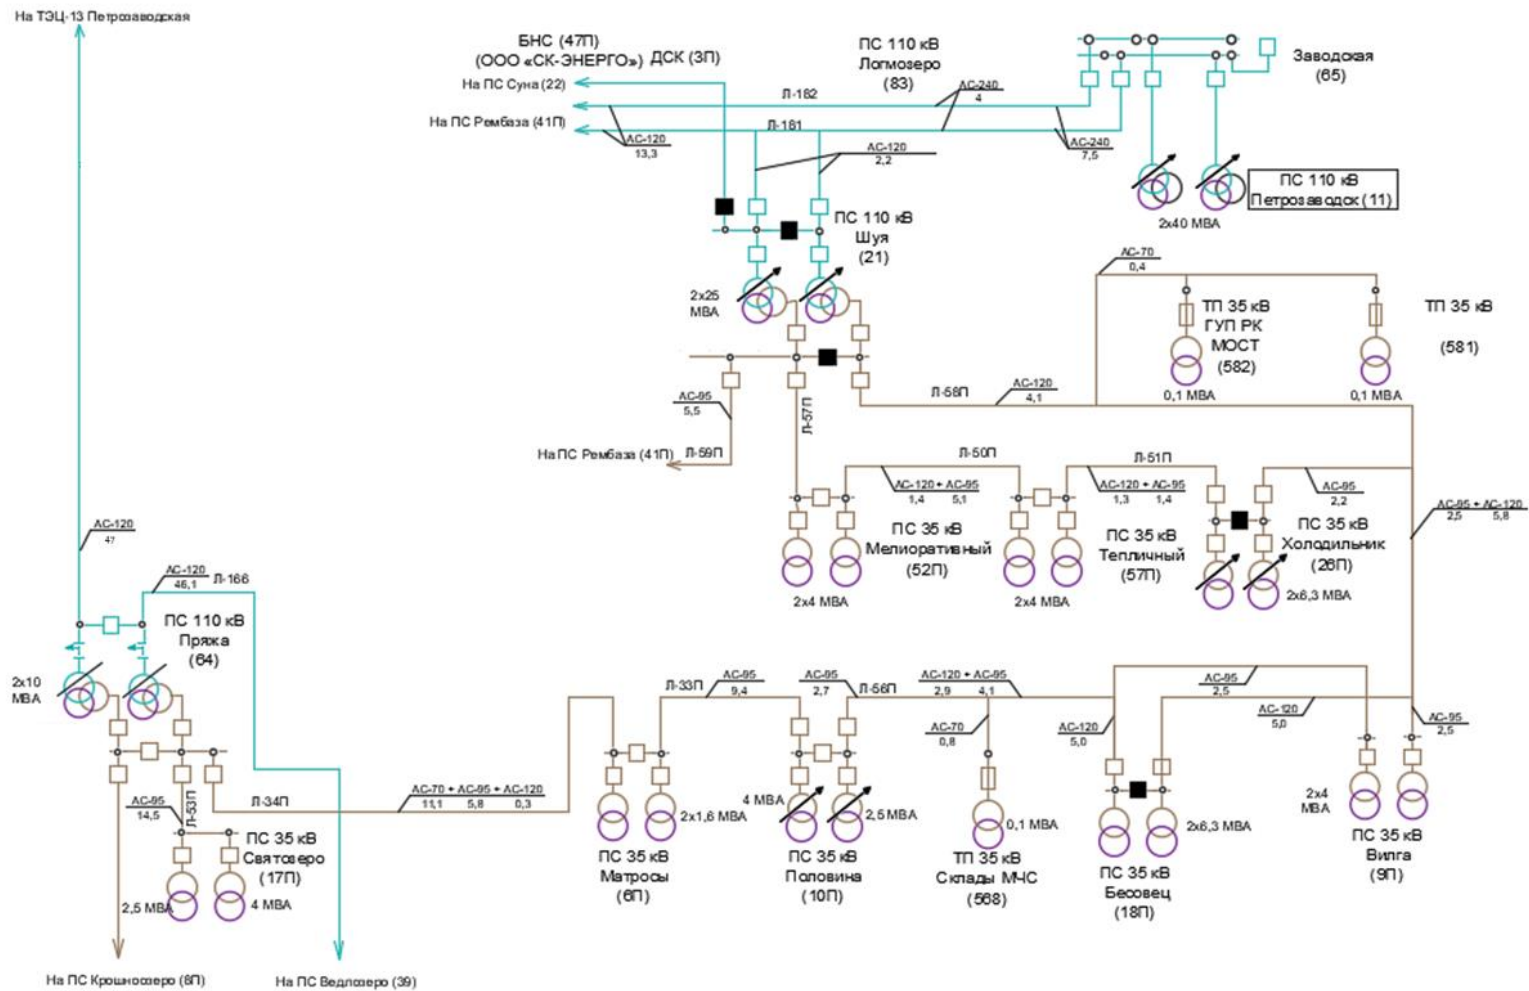 На ТЭЦ-13 Петрозаводская
БНС (47П)
(ООО «СК-ЭНЕРГО») ДСК (3П)
На ПС Суна (22)
На ПС Рембаза (41П)
ПС 110 кВ
Логмозеро
(83)
Л-182
Л-181
АС-240
4
АС-120
13,3
АС-120
2,2
АС-240
7,5
Заводская
(65)
ПС 110 кВ
Петрозаводск (11)
2х40 МВА
ПС 110 кВ
Шуя
(21)
2х25
МВА
АС-70
0,4
ТП 35 кВ
ГУП РК
МОСТ
(582)
0,1 МВА
ТП 35 кВ
(581)
0,1 МВА
АС-95
5,5
Л-57П
Л-58П
АС-120
4,1
На ПС Рембаза (41П)
Л-59П
Л-50П
АС-120 + АС-95
1,4 5,1
Л-51П
АС-120 + АС-95
1,3 1,4
АС-95
2,2
АС-95 + АС-120
2,5 5,8
ПС 35 кВ
Мелиоративный
(52П)
2х4 МВА
ПС 35 кВ
Тепличный
(57П)
2х4 МВА
ПС 35 кВ
Холодильник
(26П)
2х6,3 МВА
АС-120
47
АС-120
46,1
Л-166
ПС 110 кВ
Пряжа
(64)
2х10
МВА
Л-33П
АС-95
9,4
АС-95
2,7
Л-56П
АС-120 + АС-95
2,9 4,1
АС-70
0,8
АС-120
5,0
АС-95
2,5
АС-120
5,0
АС-95
2,5
АС-95
14,5
Л-53П
Л-34П
АС-70 + АС-95 + АС-120
11,1 5,8 0,3
ПС 35 кВ
Святозеро
(17П)
2,5 МВА
4 МВА
2х1,6 МВА
ПС 35 кВ
Матросы
(6П)
4 МВА
2,5 МВА
ПС 35 кВ
Половина
(10П)
0,1 МВА
ТП 35 кВ
Склады МЧС
(568)
2х6,3 МВА
ПС 35 кВ
Бесовец
(18П)
2х4
МВА
ПС 35 кВ
Вилга
(9П)
На ПС Крошнозеро (8П)
На ПС Ведлозеро (39)